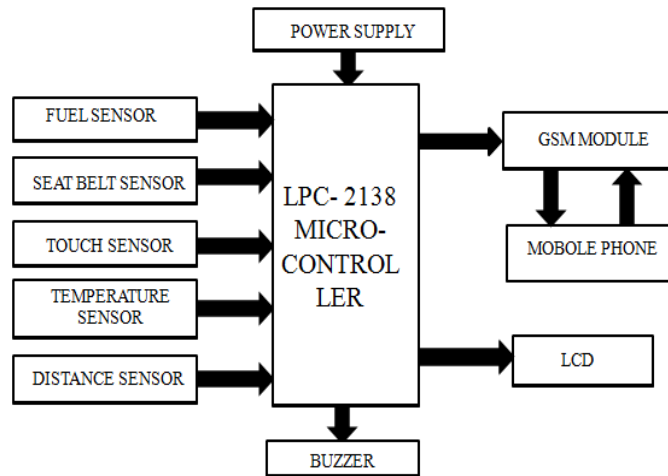 POWER SUPPLY
FUEL SENSOR
SEAT BELT SENSOR
TOUCH SENSOR
TEMPERATURE
SENSOR
DISTANCE SENSOR
LPC- 2138
MICRO-
CONTROL
LER
GSM MODULE
MOBOLE PHONE
LCD
BUZZER